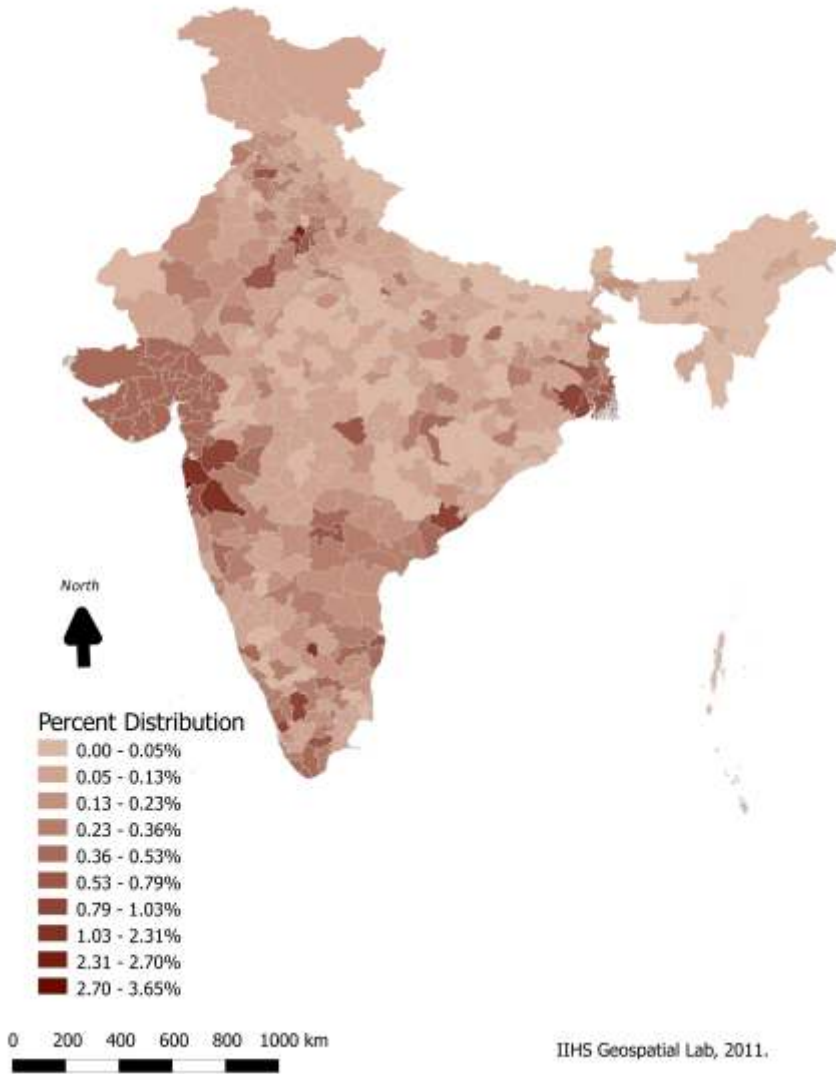 North
Percent Distribution
0.00 - 0.05%
0.05 - 0.13%
0.13 - 0.23%
0.23 - 0.36%
0.36 - 0.53%
0.53 - 0.79%
0.79 - 1.03%
1.03 - 2.31%
2.31 - 2.70%
2.70 - 3.65%
0 200 400 600 800 1000 km
IIHS Geospatial Lab, 2011.